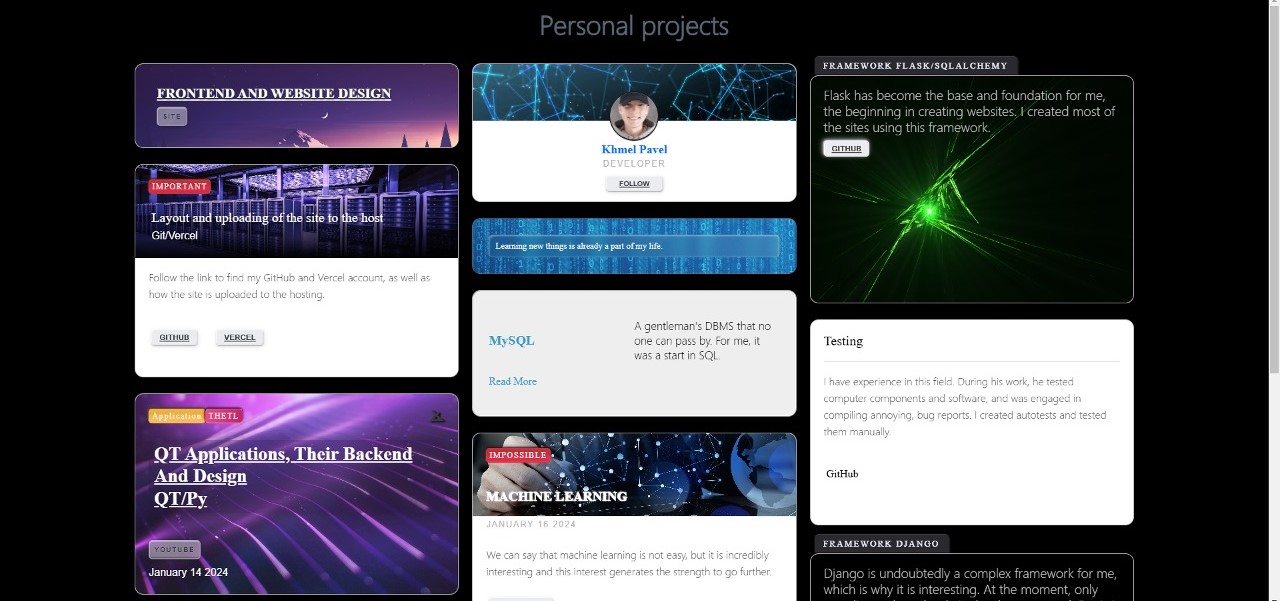 Personal projects
FRONTEND AND WEBSITE DESIGN
SITE
IMPORTANT
Layout and uploading of the site to the host
Git/Vercel
Follow the link to find my GitHub and Vercel account, as well as
how the site is uploaded to the hosting.
GITHUB VERCEL
Application THETL
QT Applications, Their Backend
And Design
QT/Py
YOUTUBE
January 14 2024
Khmel Pavel
DEVELOPER
FOLLOW
Learning new things is already a part of my life.
MySQL
Read More
A gentleman's DBMS that no
one can pass by. For me, it
was a start in SQL.
IMPOSSIBLE
MACHINE LEARNING
JANUARY 16 2024
We can say that machine learning is not easy, but it is incredibly
interesting and this interest generates the strength to go further.
FRAMEWORK FLASK/SQLALCHEMY
Flask has become the base and foundation for me,
the beginning in creating websites. I created most of
the sites using this framework.
GITHUB
Testing
I have experience in this field. During his work, he tested
computer components and software, and was engaged in
compiling annoying, bug reports. I created autotests and tested
them manually.
GitHub
FRAMEWORK DJANGO
Django is undoubtedly a complex framework for me,
which is why it is interesting. At the moment, only